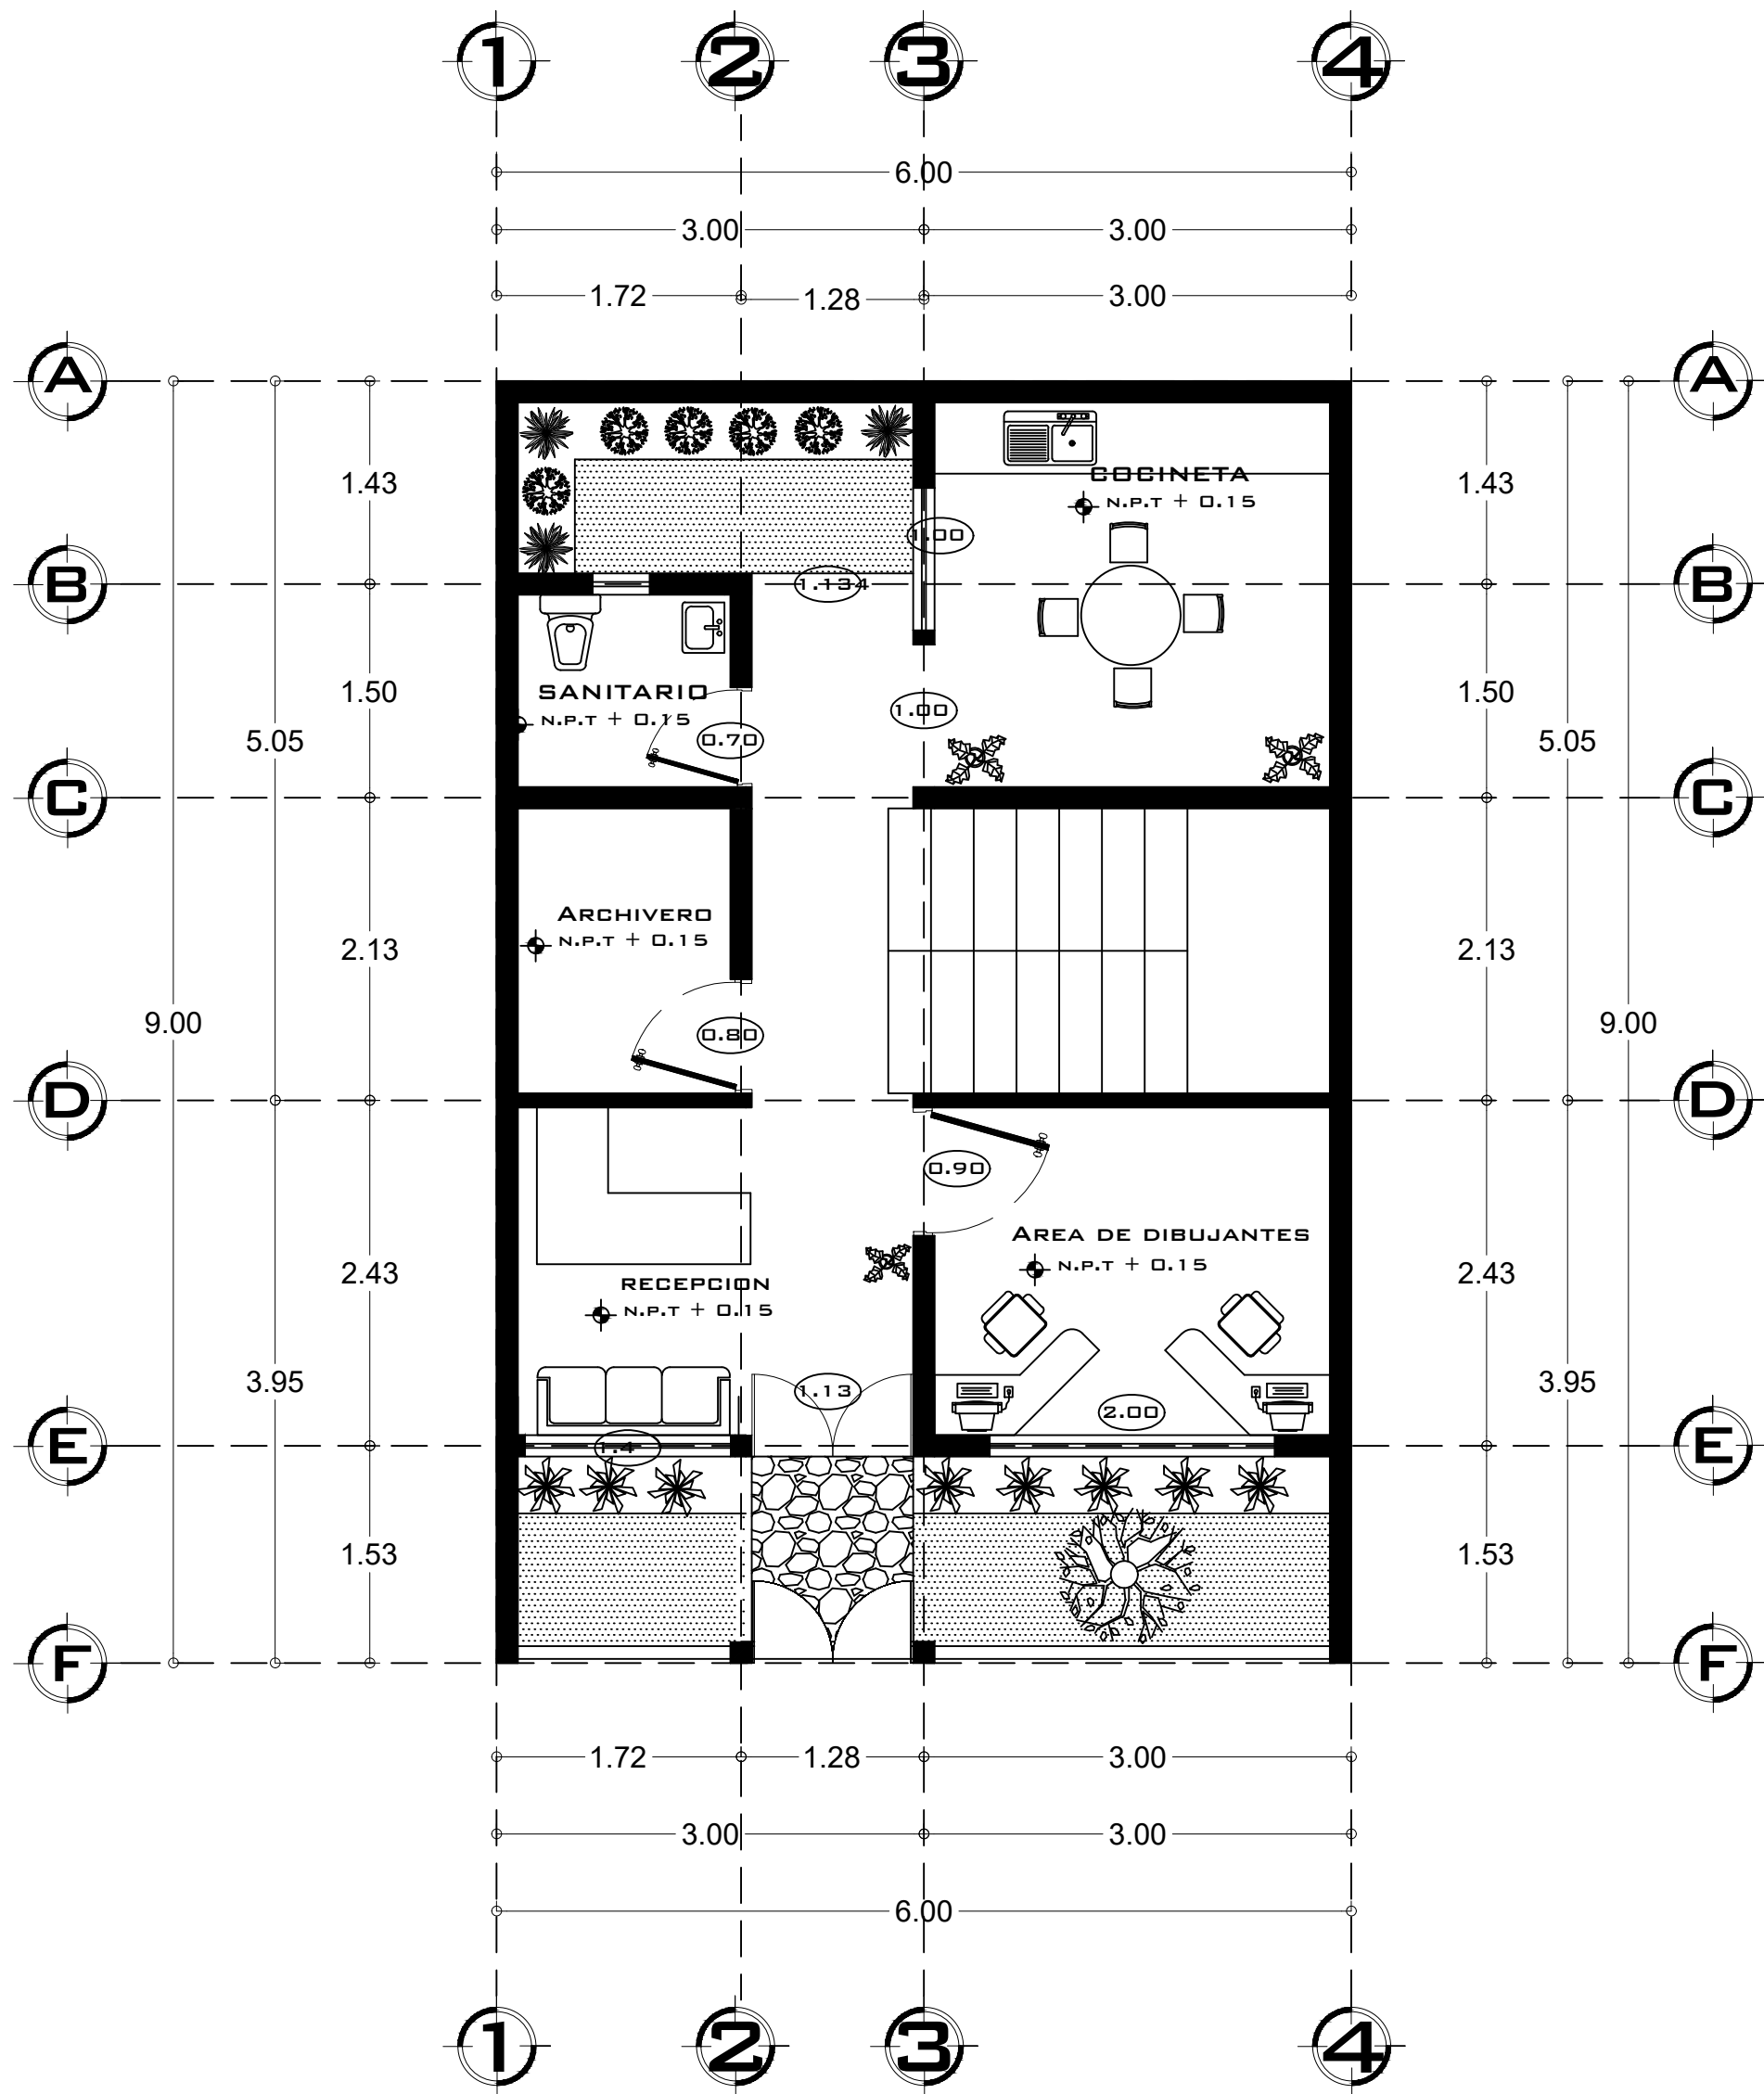 1 2 3 4
6.00
3.00 3.00
1.72 1.28 3.00
A A
1.43 COCINETA 1.43
N.P.T + 0.15
1.00
B 1.134 B
1.50 SANITARIO 1.00 1.50
N.P.T + 0.15
5.05 0.70 5.05
C C
ARCHIVERO
2.13 N.P.T + 0.15 2.13
9.00 0.80 9.00
D D
0.90
AREA DE DIBUJANTES
2.43 N.P.T + 0.15 2.43
RECEPCION
N.P.T + 0.15
3.95 1.13 3.95
2.00
E 1.4 E
1.53 1.53
F F
1.72 1.28 3.00
3.00 3.00
6.00
1 2 3 4